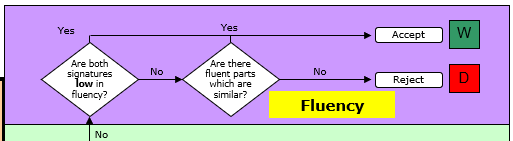 Yes
Yes
Accept
W
Are both
signatures
low in
fluency?
No
Are there
fluent parts
which are
similar?
No
Reject
D
Fluency
No